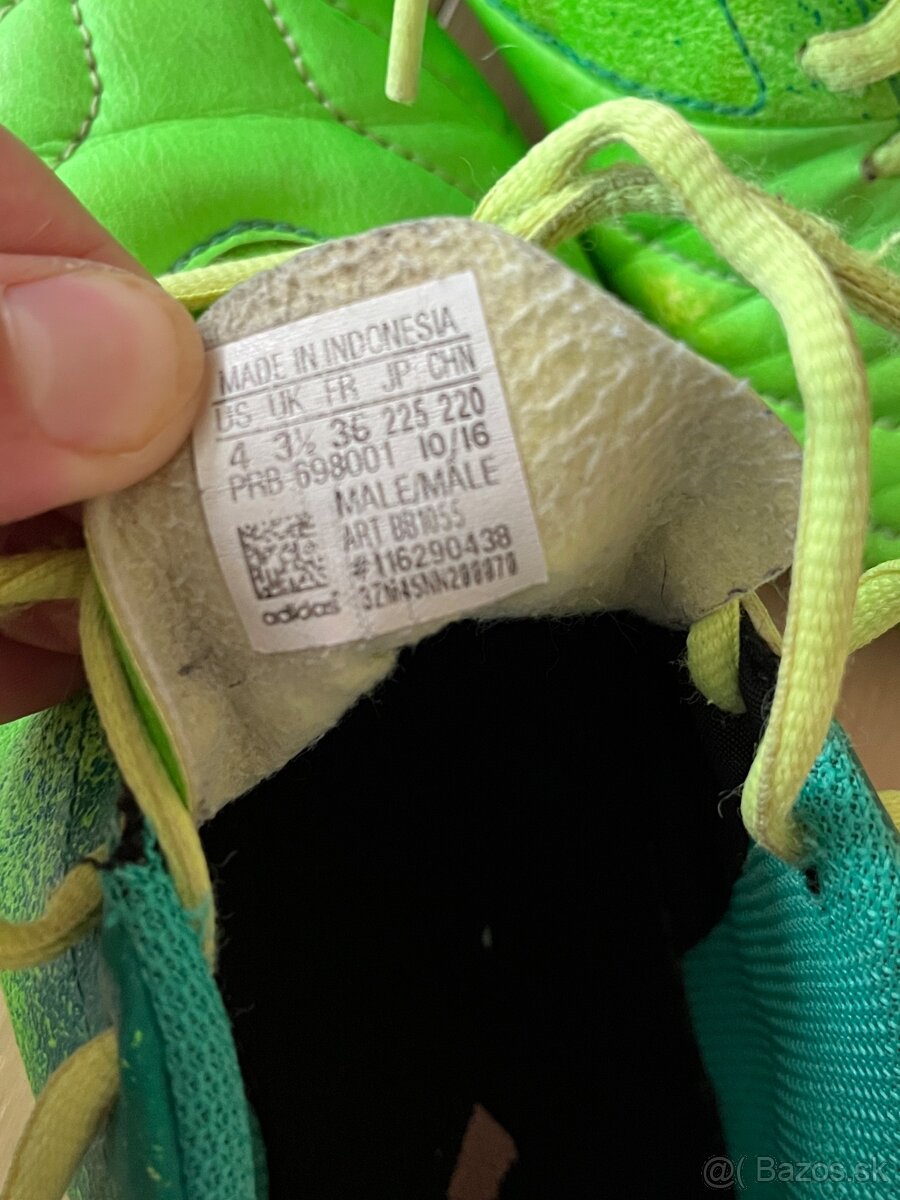 MADE IN INDONESIA
US UK FR JP CHN
4 3½ 36 225 220
PRB 698001 10/16
MALE/MÂLE
ART BB1055
#116290438
adidas
@( Bazos.sk